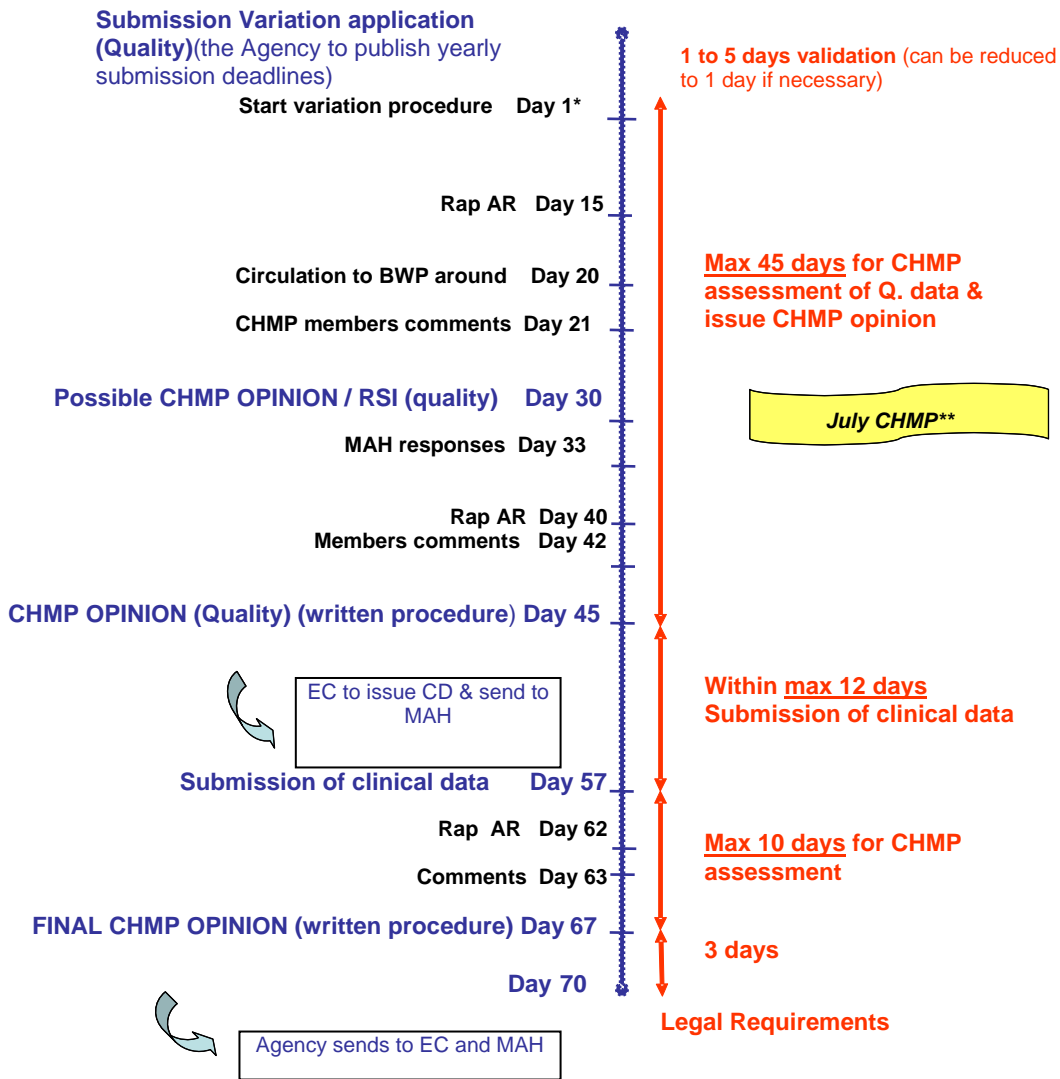 Submission Variation application
(Quality)(the Agency to publish yearly
submission deadlines)
1 to 5 days validation (can be reduced
to 1 day if necessary)
Start variation procedure Day 1*
Rap AR Day 15
Circulation to BWP around Day 20
CHMP members comments Day 21
Max 45 days for CHMP
assessment of Q. data &
issue CHMP opinion
Possible CHMP OPINION / RSI (quality) Day 30
July CHMP**
MAH responses Day 33
Rap AR Day 40
Members comments Day 42
CHMP OPINION (Quality) (written procedure) Day 45
EC to issue CD & send to
MAH
Within max 12 days
Submission of clinical data
Submission of clinical data Day 57
Rap AR Day 62
Comments Day 63
Max 10 days for CHMP
assessment
FINAL CHMP OPINION (written procedure) Day 67
3 days
Day 70
Legal Requirements
Agency sends to EC and MAH